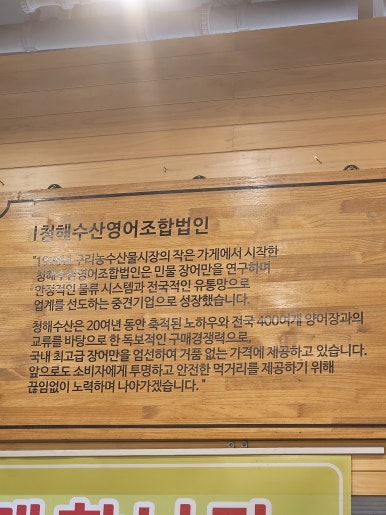 청해수산영어조합법인
구리농수산물시장의 작은 가게에서 시작한
청해수산영어조합법인은 민물 장어만을 연구하며
안정적인 물류 시스템과 전국적인 유통망으로
업계를 선도하는 중견기업으로 성장했습니다.
청해수산은 20여년 동안 축적된 노하우와 전국 400여개 양어장과의
교류를 바탕으로 한 독보적인 구매경쟁력으로,
국내 최고급 장어만을 엄선하여 거품 없는 가격에 제공하고 있습니다.
앞으로도 소비자에게 투명하고 안전한 먹거리를 제공하기 위해
끊임없이 노력하며 나아가겠습니다. "